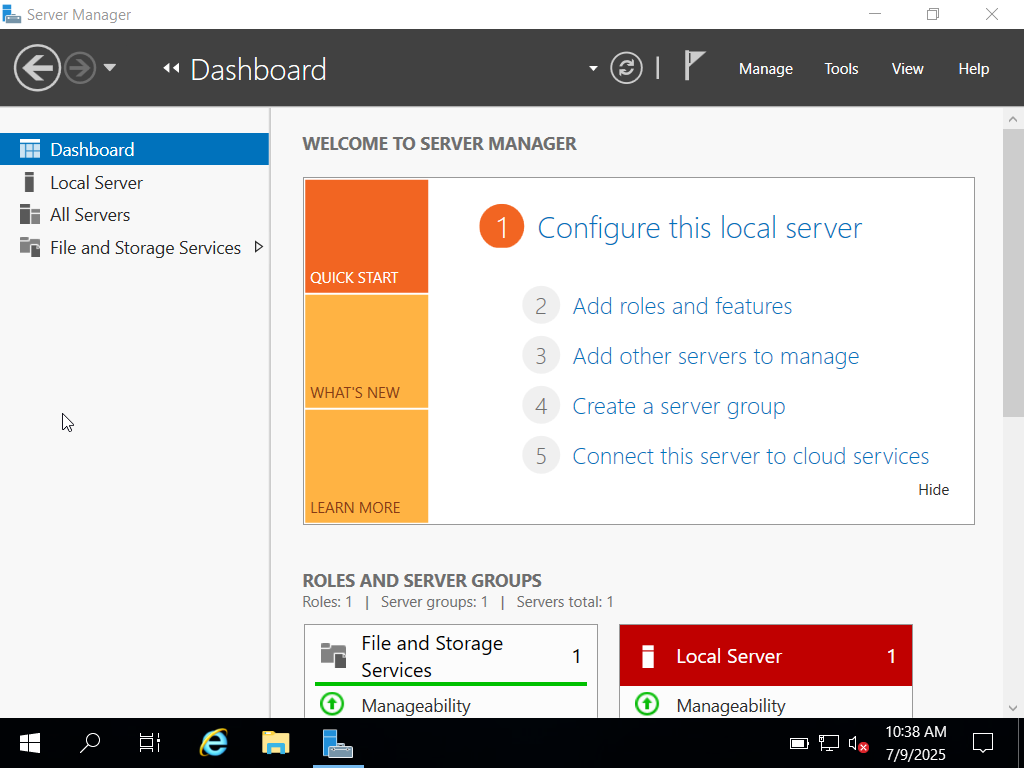 Server Manager
Dashboard
Manage Tools View Help
Dashboard
Local Server
All Servers
File and Storage Services
WELCOME TO SERVER MANAGER
QUICK START
WHAT'S NEW
LEARN MORE
1 Configure this local server
2 Add roles and features
3 Add other servers to manage
4 Create a server group
5 Connect this server to cloud services
Hide
ROLES AND SERVER GROUPS
Roles: 1 | Server groups: 1 | Servers total: 1
File and Storage
Services
1
Manageability
Local Server 1
Manageability
10:38 AM
7/9/2025